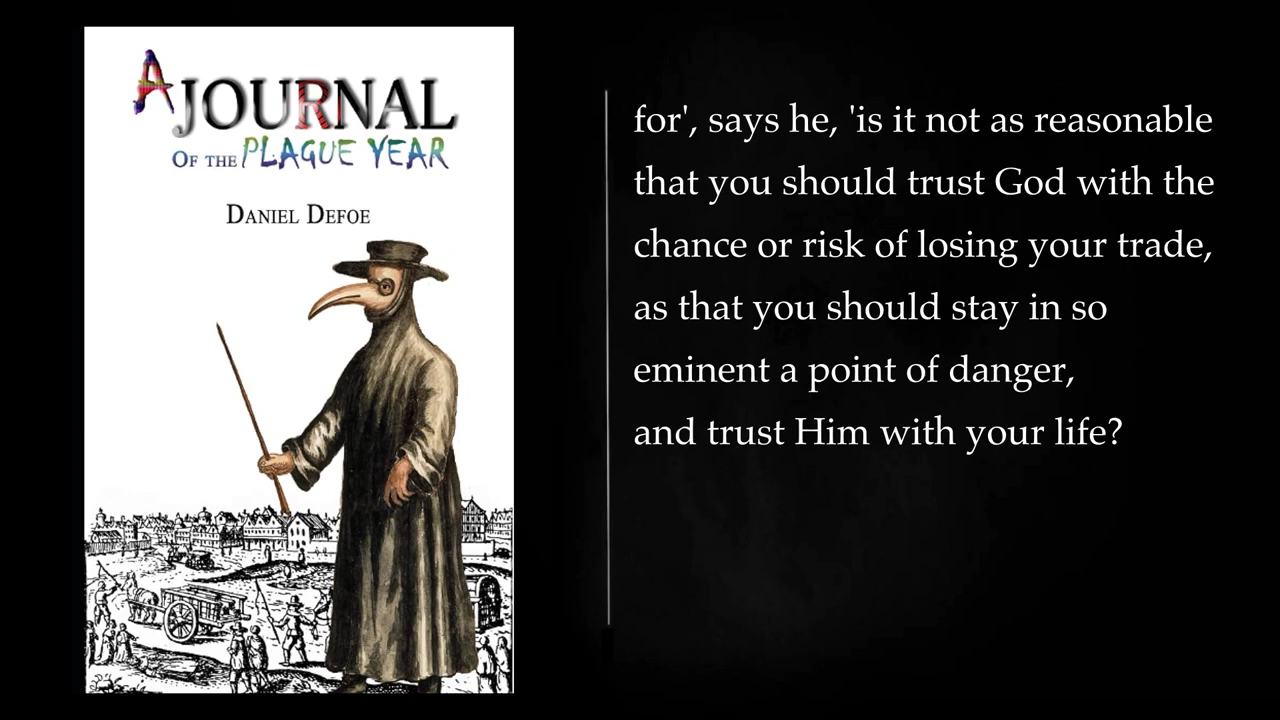 A JOURNAL
OF THE PLAGUE YEAR
DANIEL DEFOE
for', says he, 'is it not as reasonable
that you should trust God with the
chance or risk of losing your trade,
as that you should stay in so
eminent a point of danger,
and trust Him with your life?